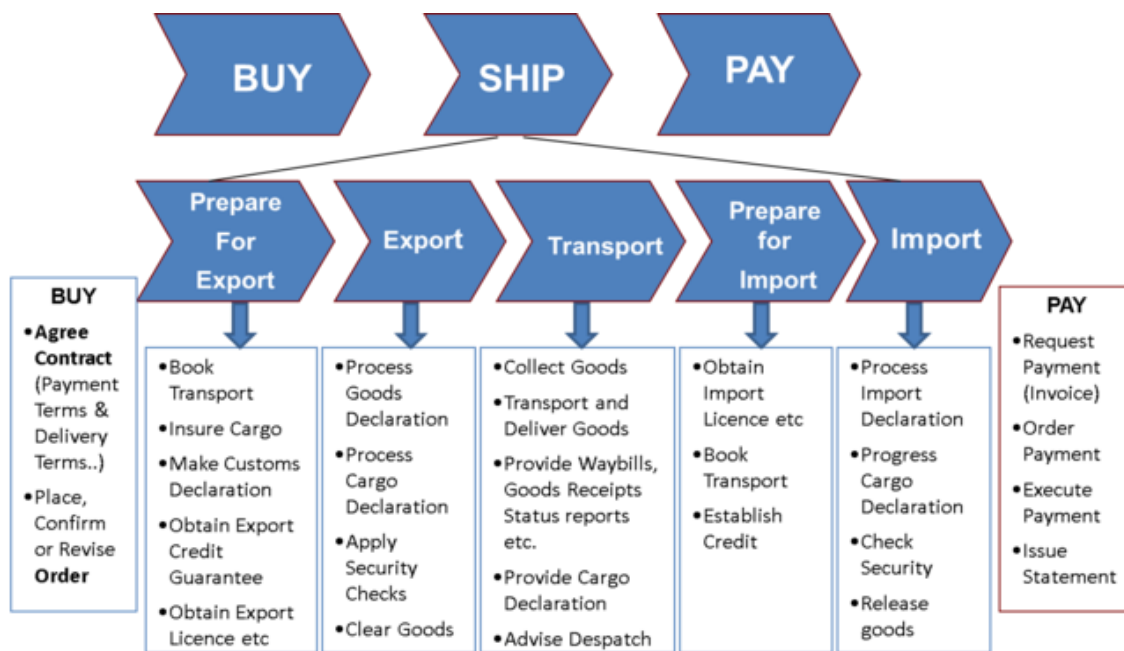 BUY
SHIP
PAY
Prepare
For
Export
Export
Transport
Prepare
for
Import
Import
BUY
•Agree
Contract
(Payment
Terms &
Delivery
Terms..)
•Place,
Confirm
or Revise
Order
•Book
Transport
•Insure Cargo
•Make Customs
Declaration
•Obtain Export
Credit
Guarantee
•Obtain Export
Licence etc
•Process
Goods
Declaration
•Process
Cargo
Declaration
•Apply
Security
Checks
•Clear Goods
•Collect Goods
•Transport and
Deliver Goods
•Provide Waybills,
Goods Receipts
Status reports
etc.
•Provide Cargo
Declaration
•Advise Despatch
•Obtain
Import
Licence etc
•Book
Transport
•Establish
Credit
•Process
Import
Declaration
•Progress
Cargo
Declaration
•Check
Security
•Release
goods
PAY
•Request
Payment
(Invoice)
•Order
Payment
•Execute
Payment
•Issue
Statement